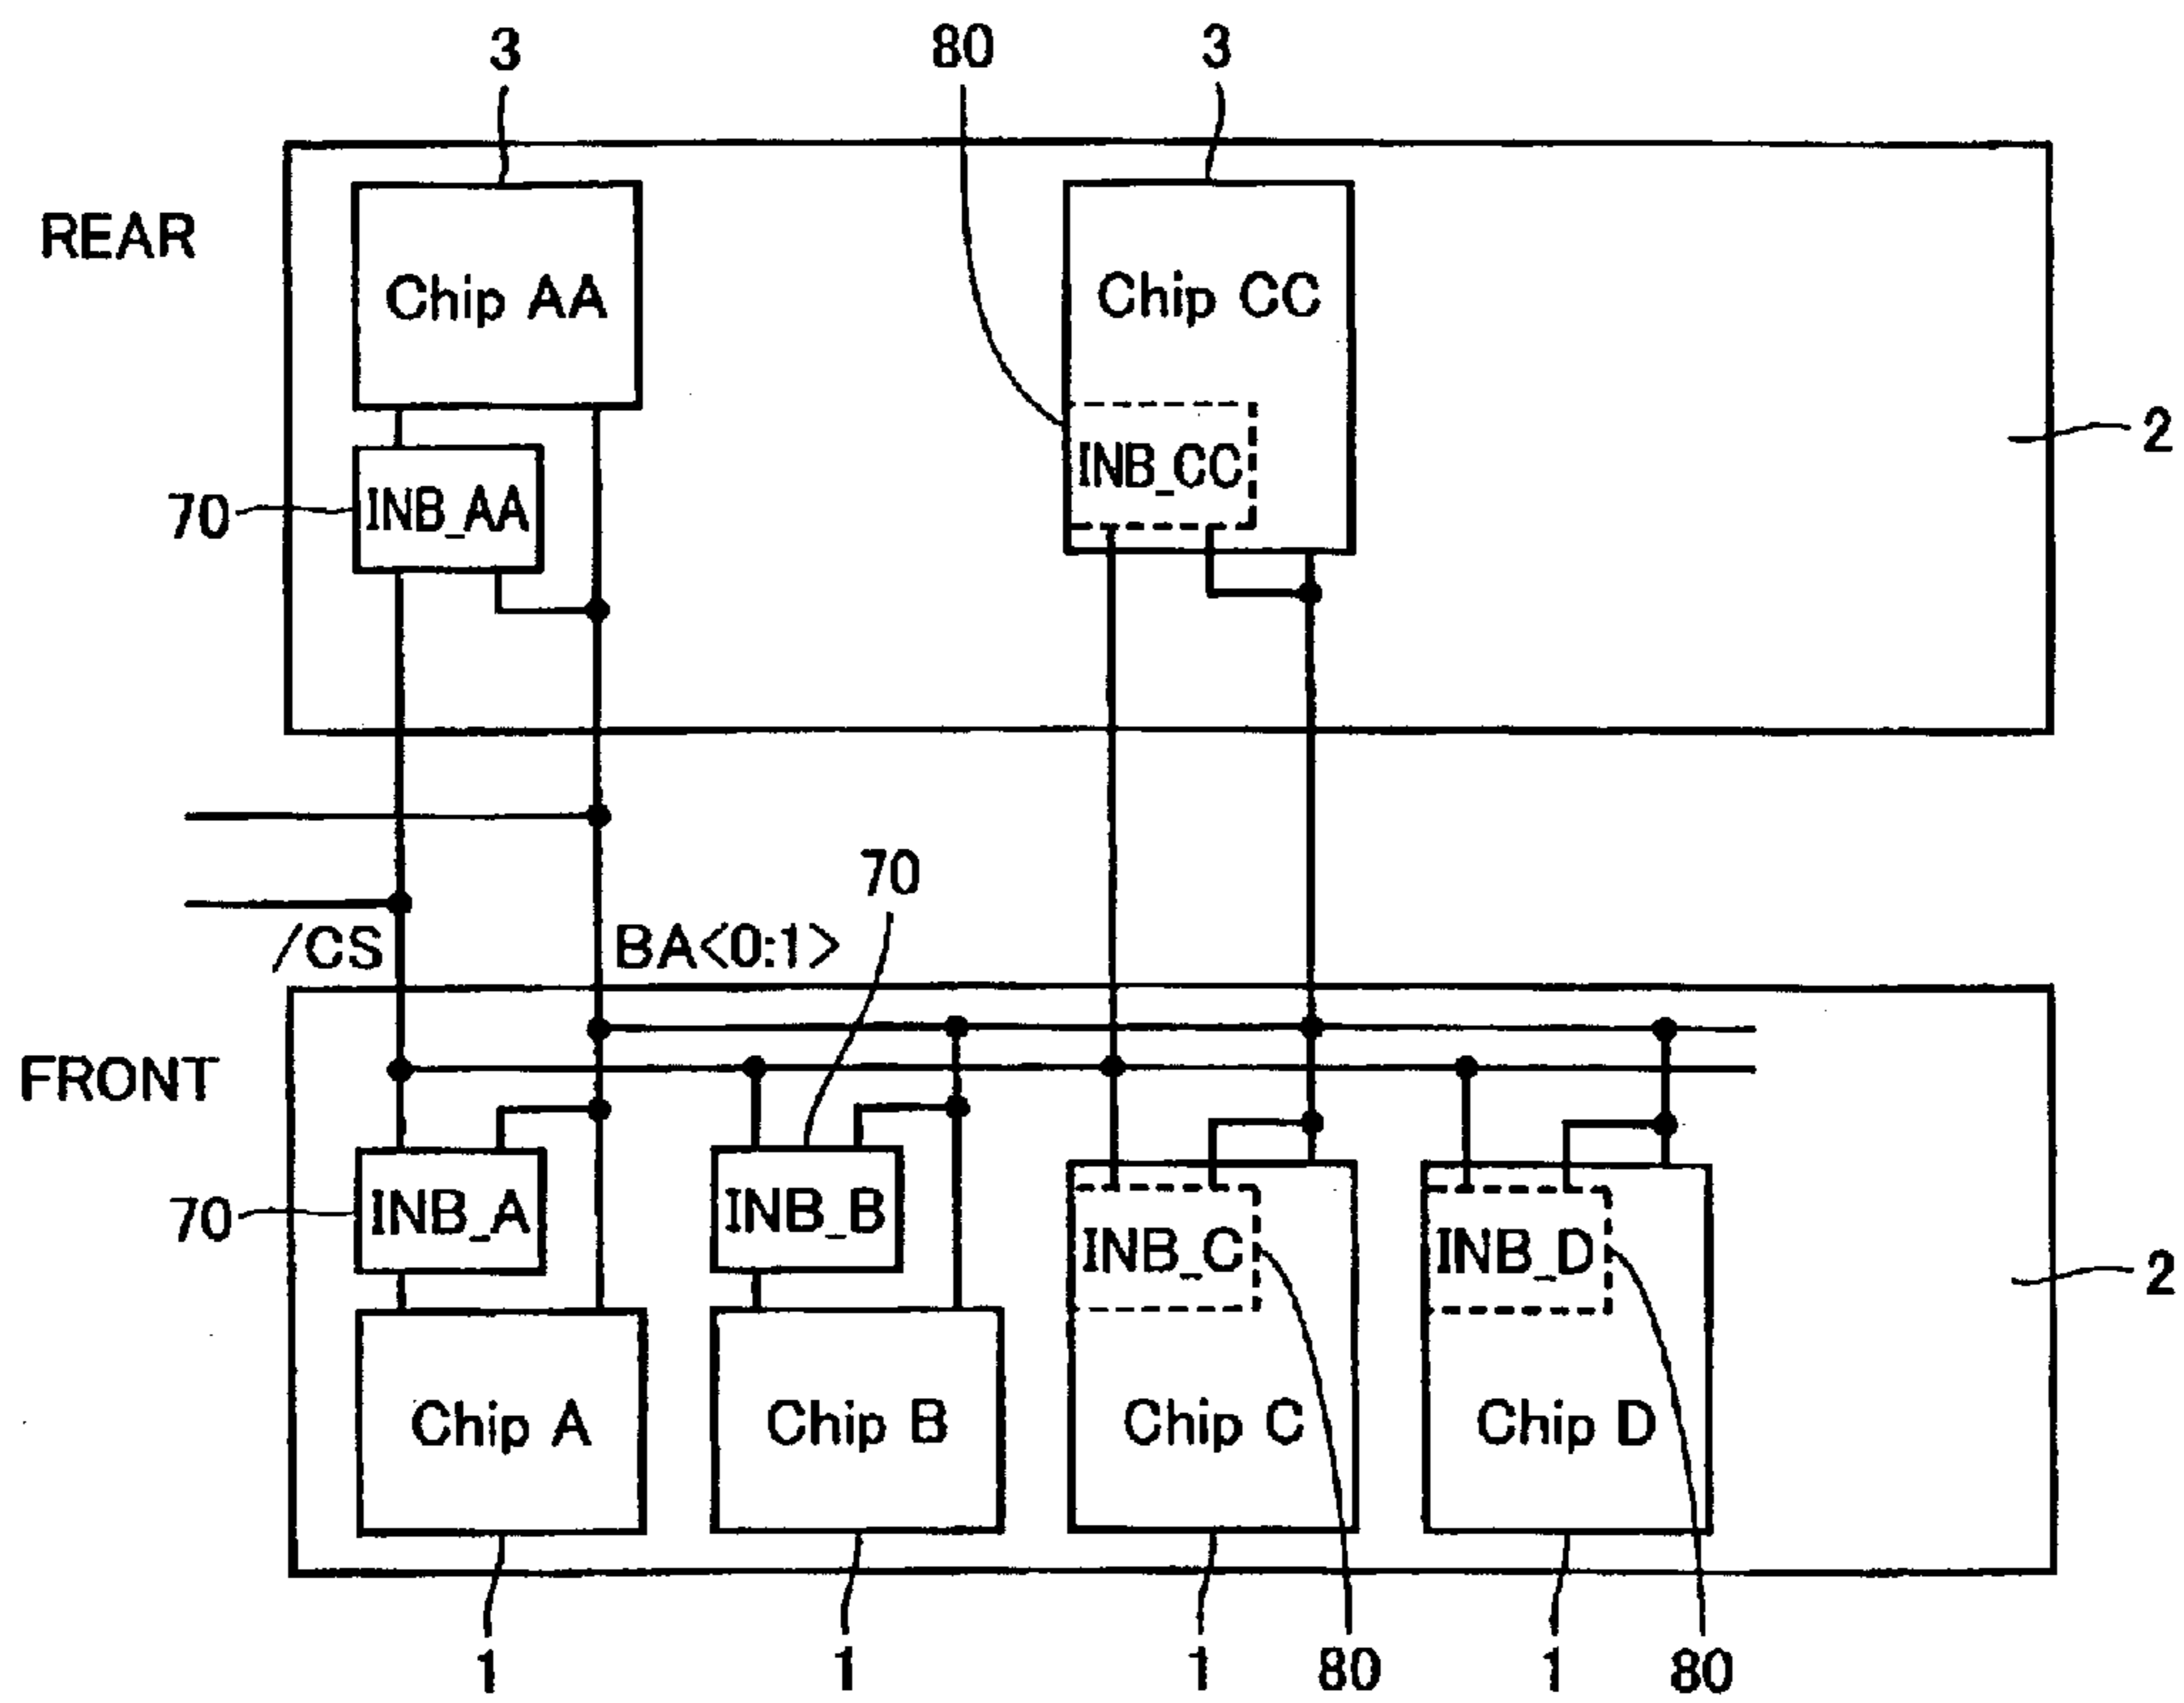 3
80
3
REAR
Chip AA
Chip CC
2
INB_CC
70
INB_AA
70
/CS
BA<0:1>
FRONT
70
INB_A
INB_B
INB_C
INB_D
2
Chip A
Chip B
Chip C
Chip D
1
1
1
80
1
80